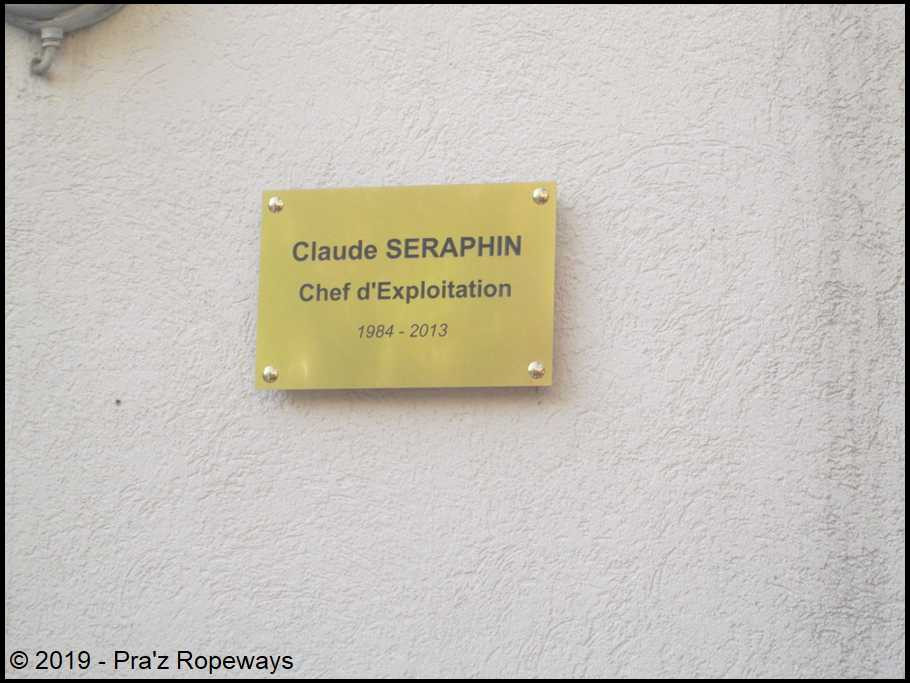 Claude SERAPHIN
Chef d'Exploitation
1984 - 2013
© 2019 - Pra'z Ropeways